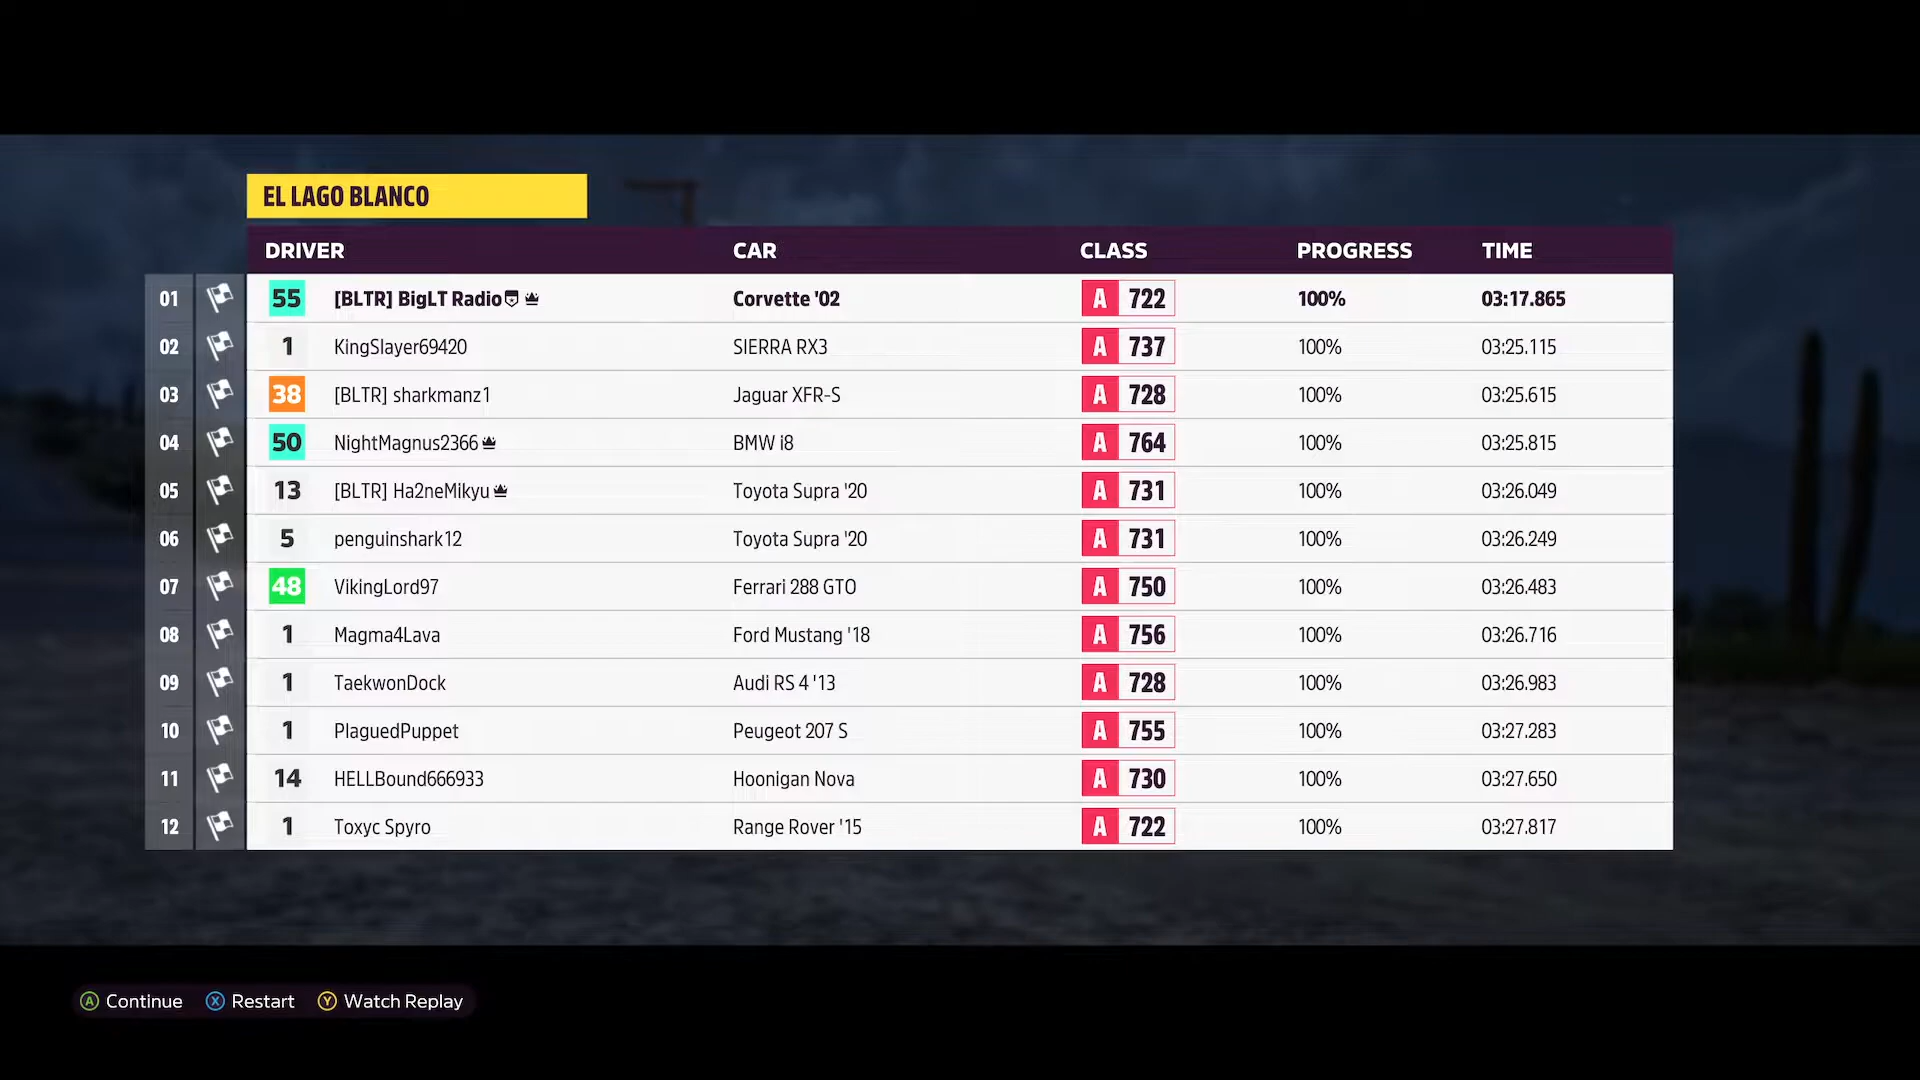 EL LAGO BLANCO
DRIVER CAR CLASS PROGRESS TIME
01 55 [BLTR] BigLT Radio Corvette '02 A 722 100% 03:17.865
02 1 KingSlayer69420 SIERRA RX3 A 737 100% 03:25.115
03 38 [BLTR] sharkmanz1 Jaguar XFR-S A 728 100% 03:25.615
04 50 NightMagnus2366 BMW i8 A 764 100% 03:25.815
05 13 [BLTR] Ha2neMikyu Toyota Supra '20 A 731 100% 03:26.049
06 5 penguinshark12 Toyota Supra '20 A 731 100% 03:26.249
07 48 VikingLord97 Ferrari 288 GTO A 750 100% 03:26.483
08 1 Magma4Lava Ford Mustang '18 A 756 100% 03:26.716
09 1 TaekwonDock Audi RS 4 '13 A 728 100% 03:26.983
10 1 PlaguedPuppet Peugeot 207 S A 755 100% 03:27.283
11 14 HELLBound666933 Hoonigan Nova A 730 100% 03:27.650
12 1 Toxyc Spyro Range Rover '15 A 722 100% 03:27.817
A Continue X Restart Y Watch Replay